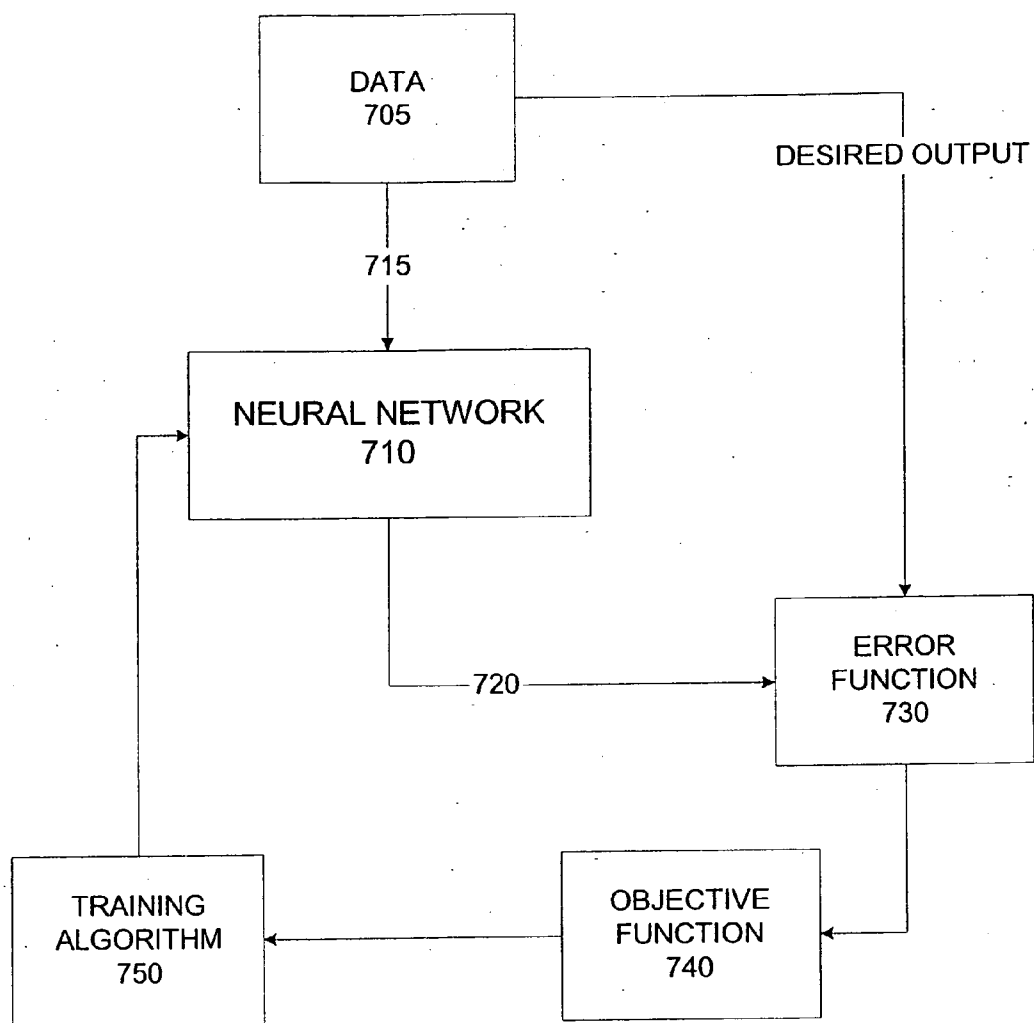 DATA
705
DESIRED OUTPUT
715
NEURAL NETWORK
710
720
ERROR
FUNCTION
730
TRAINING
ALGORITHM
750
OBJECTIVE
FUNCTION
740